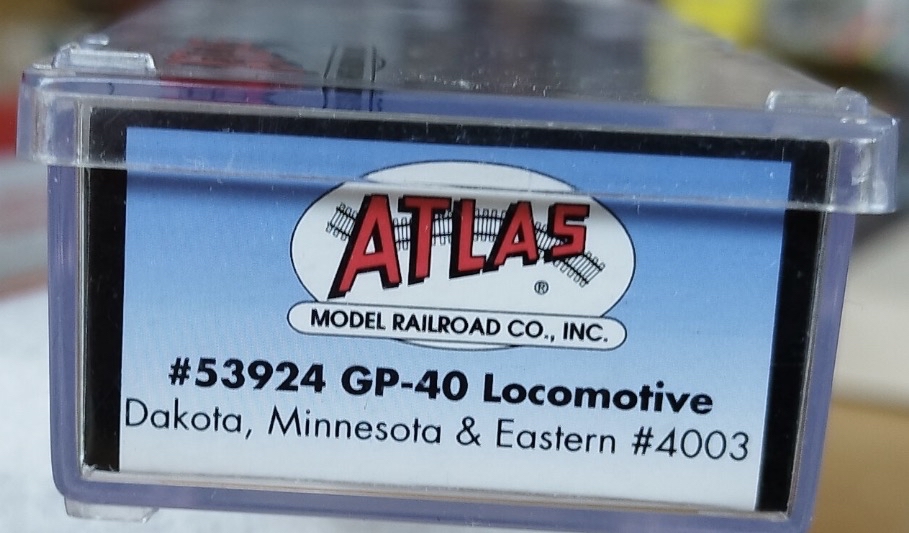 ATLAS
®
MODEL RAILROAD CO., INC.
#53924 GP-40 Locomotive
Dakota, Minnesota & Eastern #4003